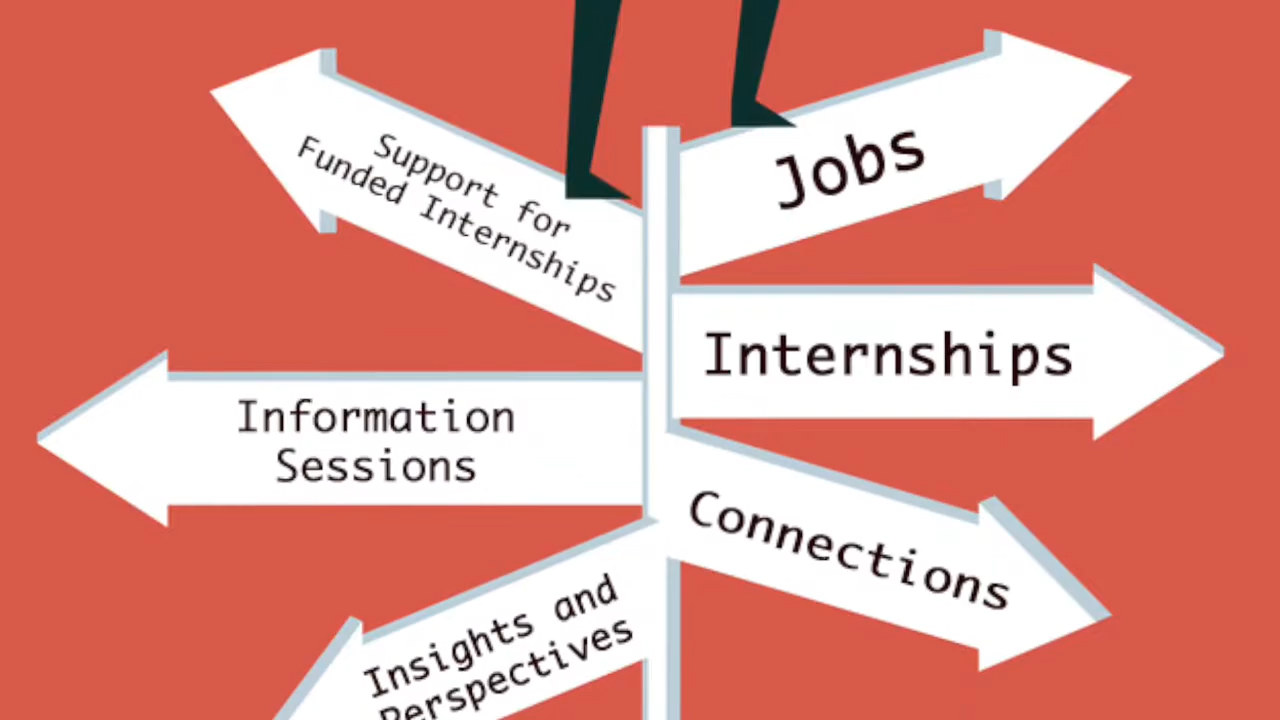 Support for
Funded Internships
Jobs
Internships
Information
Sessions
Connections
Insights and
Perspectives